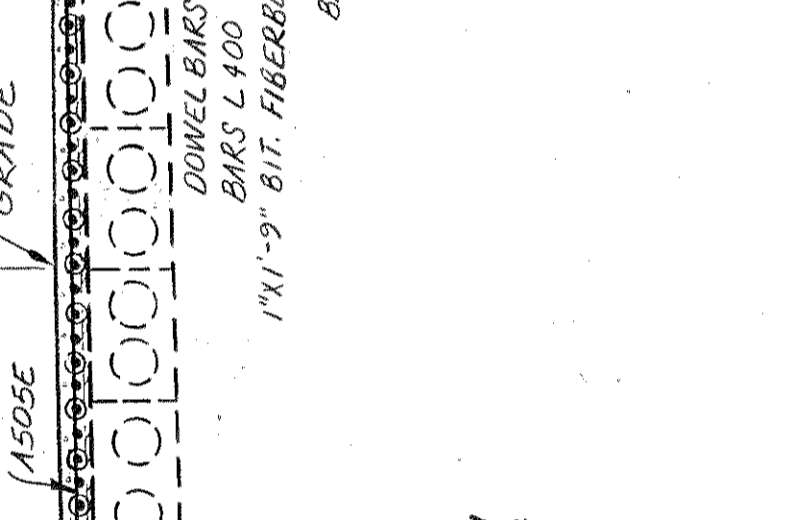 GRADE
A505E
DOWEL BARS
BARS L400
1"X1'-9" BIT. FIBERB